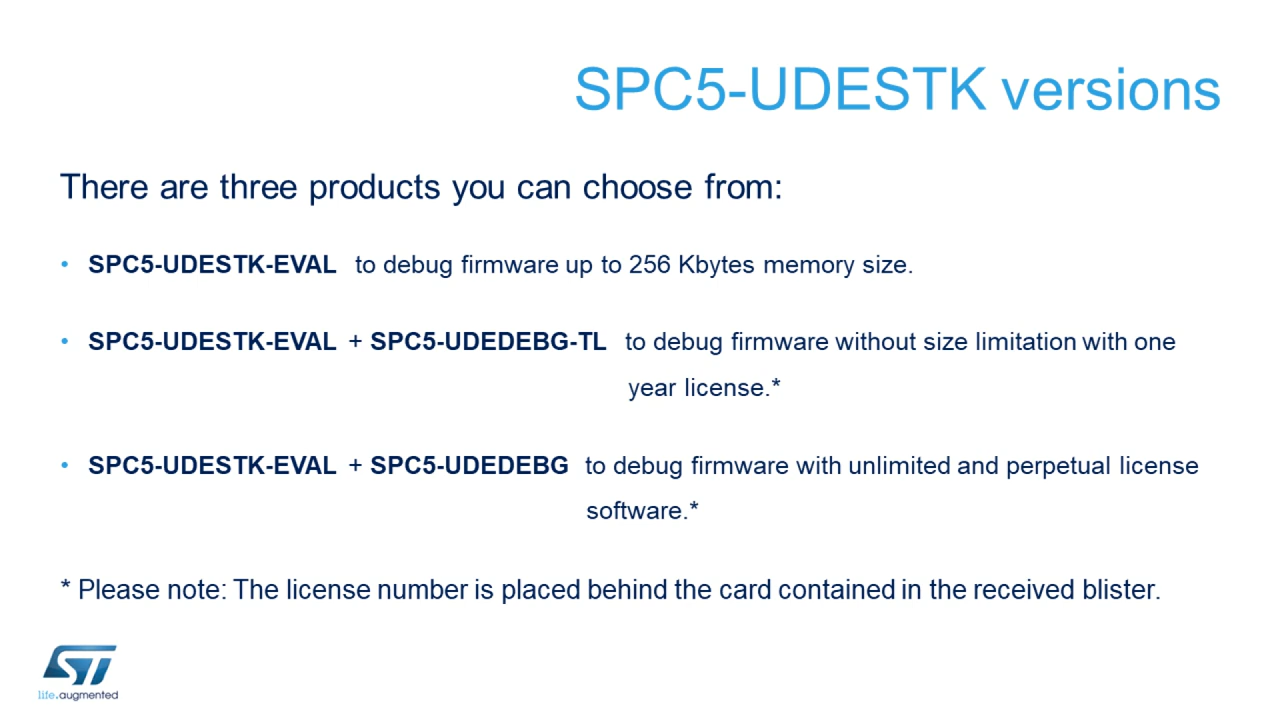 SPC5-UDESTK versions
There are three products you can choose from:
• SPC5-UDESTK-EVAL to debug firmware up to 256 Kbytes memory size.
• SPC5-UDESTK-EVAL + SPC5-UDEDEBG-TL to debug firmware without size limitation with one
year license.*
• SPC5-UDESTK-EVAL + SPC5-UDEDEBG to debug firmware with unlimited and perpetual license
software.*
* Please note: The license number is placed behind the card contained in the received blister.
ST
life.augmented